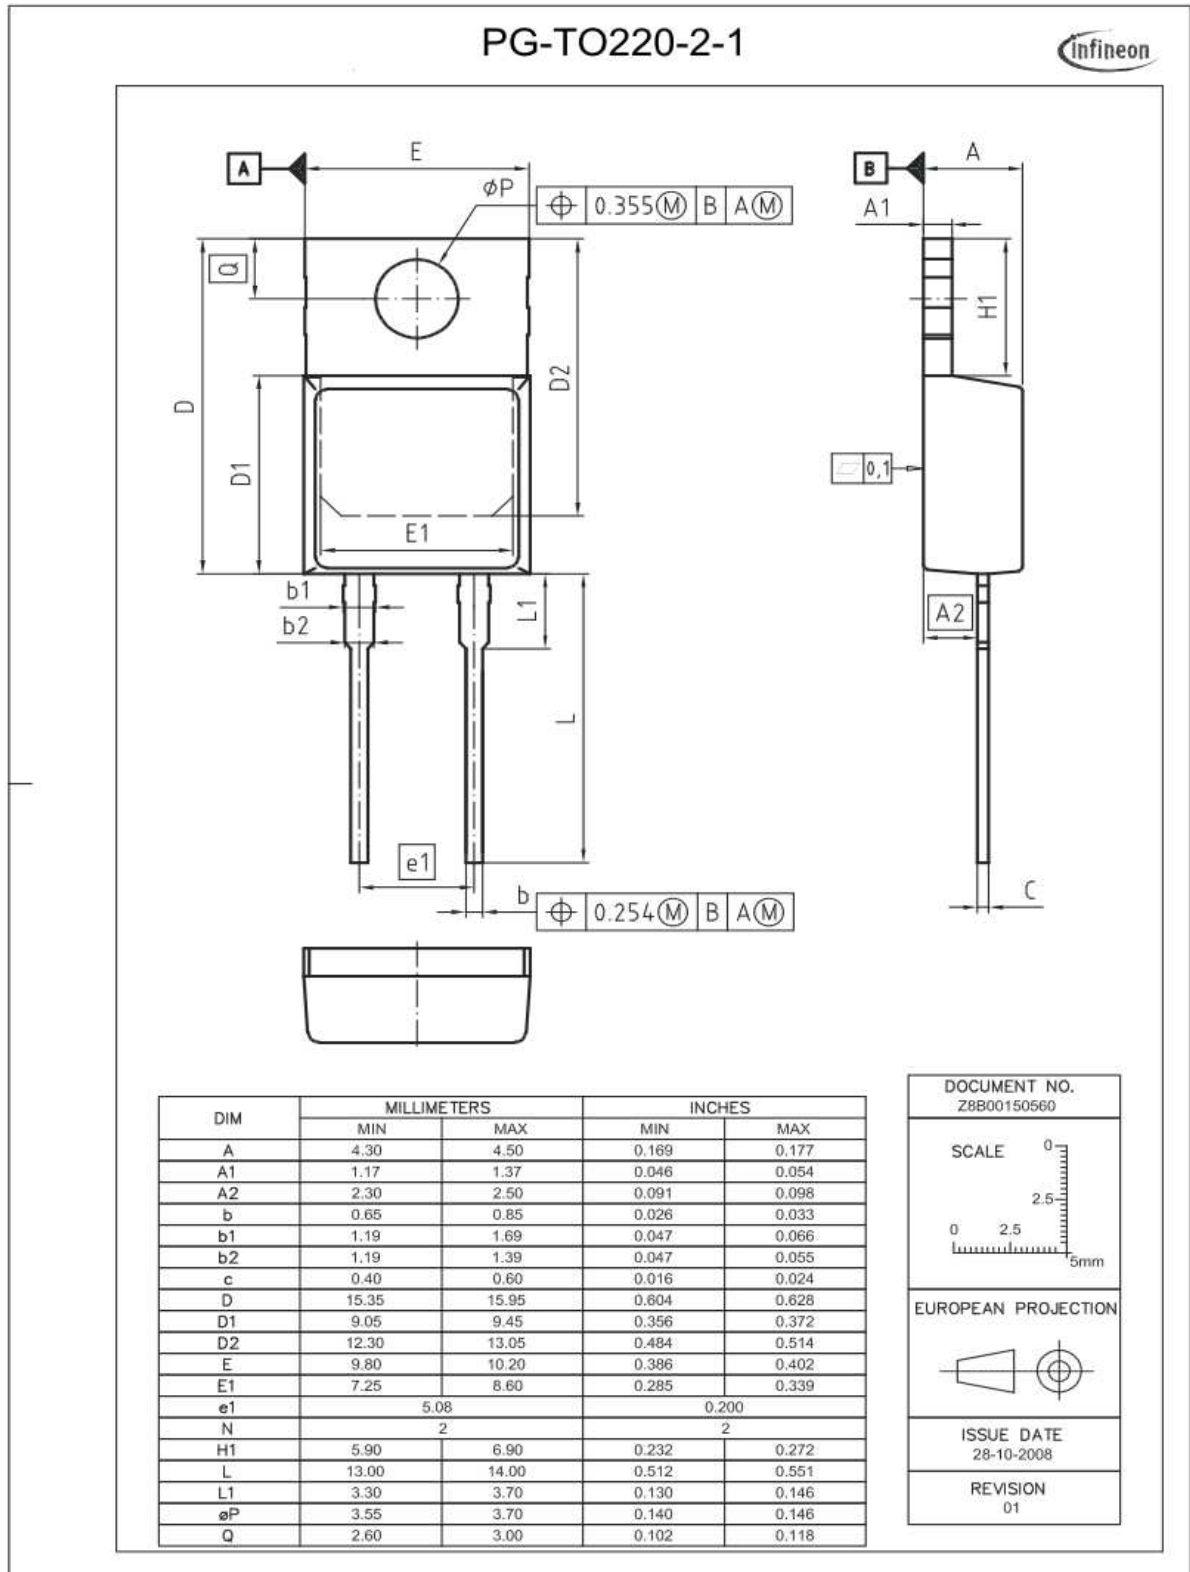 PG-TO220-2-1
infineon
A
E
B
A
øP
⌖ 0.355Ⓜ B AⓂ
A1
Q
H1
D2
D
D1
▱ 0,1
E1
b1
b2
L1
A2
L
e1
b
⌖ 0.254Ⓜ B AⓂ
C
DIM MILLIMETERS INCHES
MIN MAX MIN MAX
A 4.30 4.50 0.169 0.177
A1 1.17 1.37 0.046 0.054
A2 2.30 2.50 0.091 0.098
b 0.65 0.85 0.026 0.033
b1 1.19 1.69 0.047 0.066
b2 1.19 1.39 0.047 0.055
c 0.40 0.60 0.016 0.024
D 15.35 15.95 0.604 0.628
D1 9.05 9.45 0.356 0.372
D2 12.30 13.05 0.484 0.514
E 9.80 10.20 0.386 0.402
E1 7.25 8.60 0.285 0.339
e1 5.08 0.200
N 2 2
H1 5.90 6.90 0.232 0.272
L 13.00 14.00 0.512 0.551
L1 3.30 3.70 0.130 0.146
øP 3.55 3.70 0.140 0.146
Q 2.60 3.00 0.102 0.118
DOCUMENT NO.
Z8B00150560
SCALE 0
2.5
0 2.5
5mm
EUROPEAN PROJECTION
ISSUE DATE
28-10-2008
REVISION
01